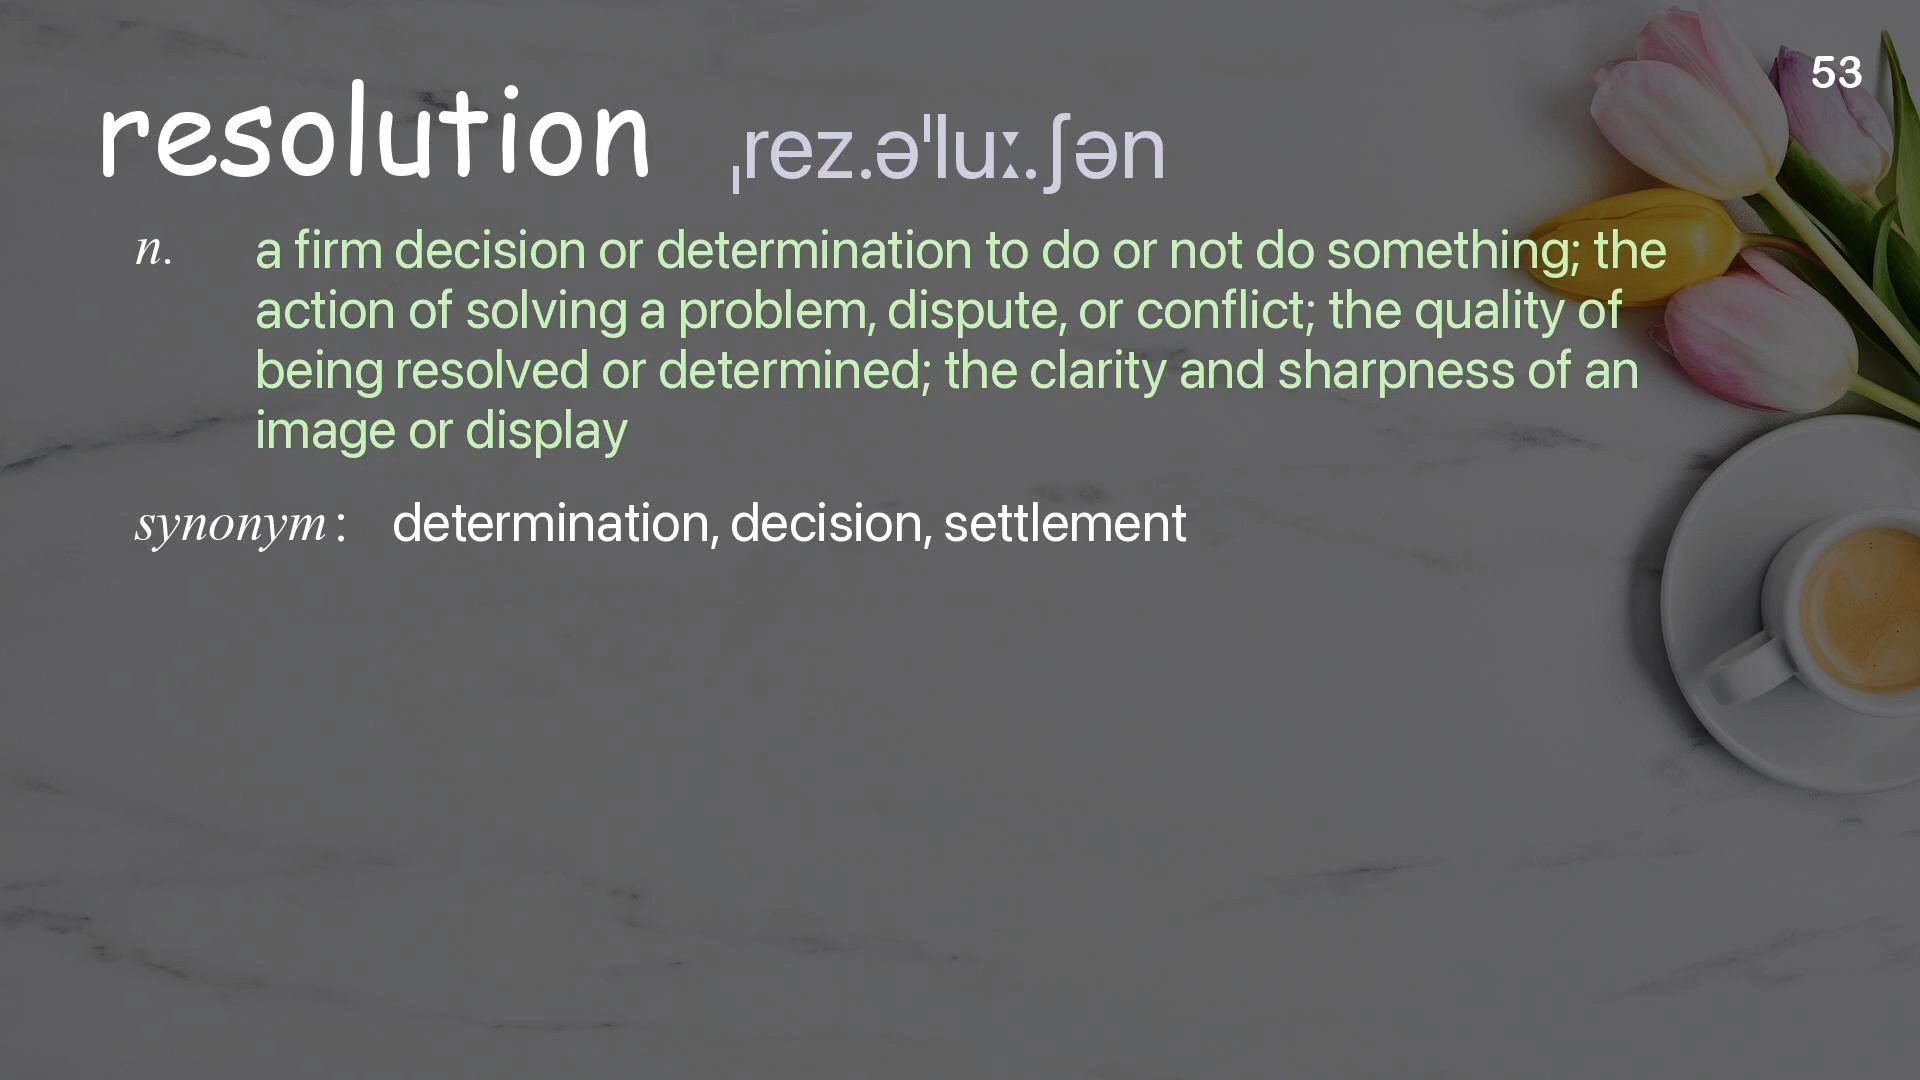 53
resolution ˌrez.əˈluː.ʃən
n. a firm decision or determination to do or not do something; the
action of solving a problem, dispute, or conflict; the quality of
being resolved or determined; the clarity and sharpness of an
image or display
synonym: determination, decision, settlement